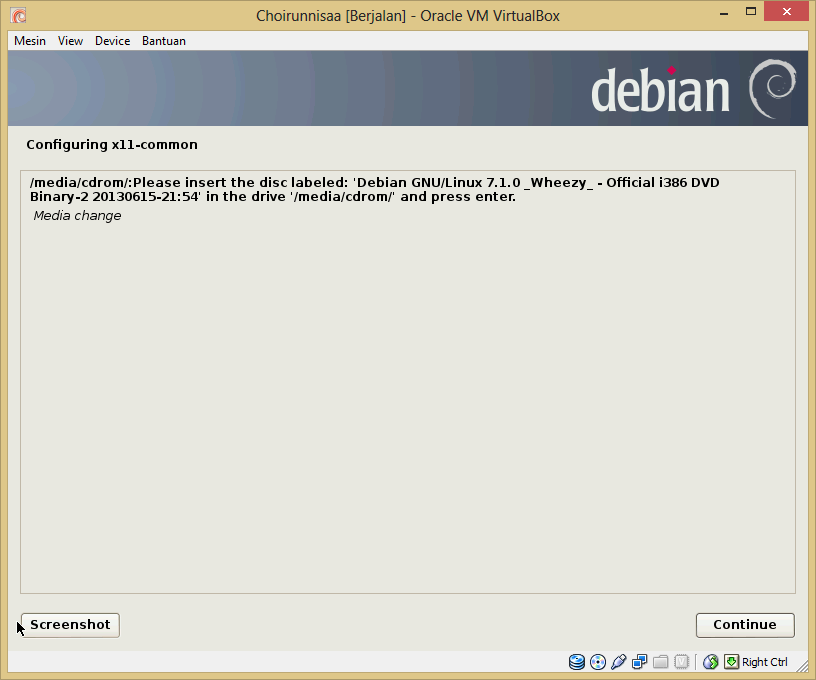 Choirunnisaa [Berjalan] - Oracle VM VirtualBox
Mesin View Device Bantuan
debian
Configuring x11-common
/media/cdrom/:Please insert the disc labeled: 'Debian GNU/Linux 7.1.0 _Wheezy_ - Official i386 DVD
Binary-2 20130615-21:54' in the drive '/media/cdrom/' and press enter.
Media change
Screenshot Continue
Right Ctrl